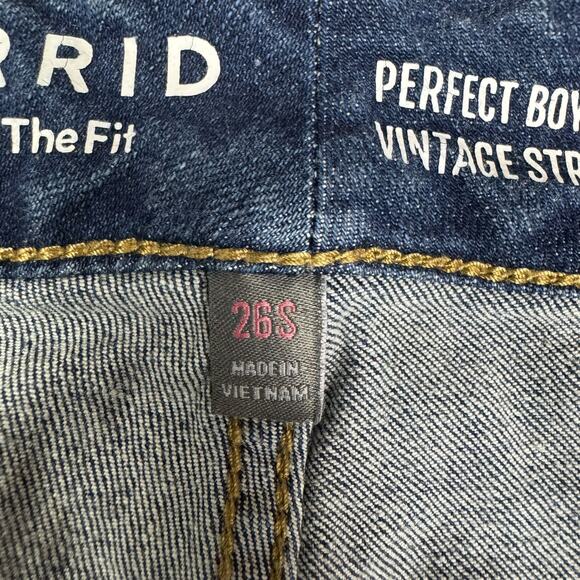 RRID
The Fit
PERFECT BOY
VINTAGE STR
26S
MADE IN
VIETNAM